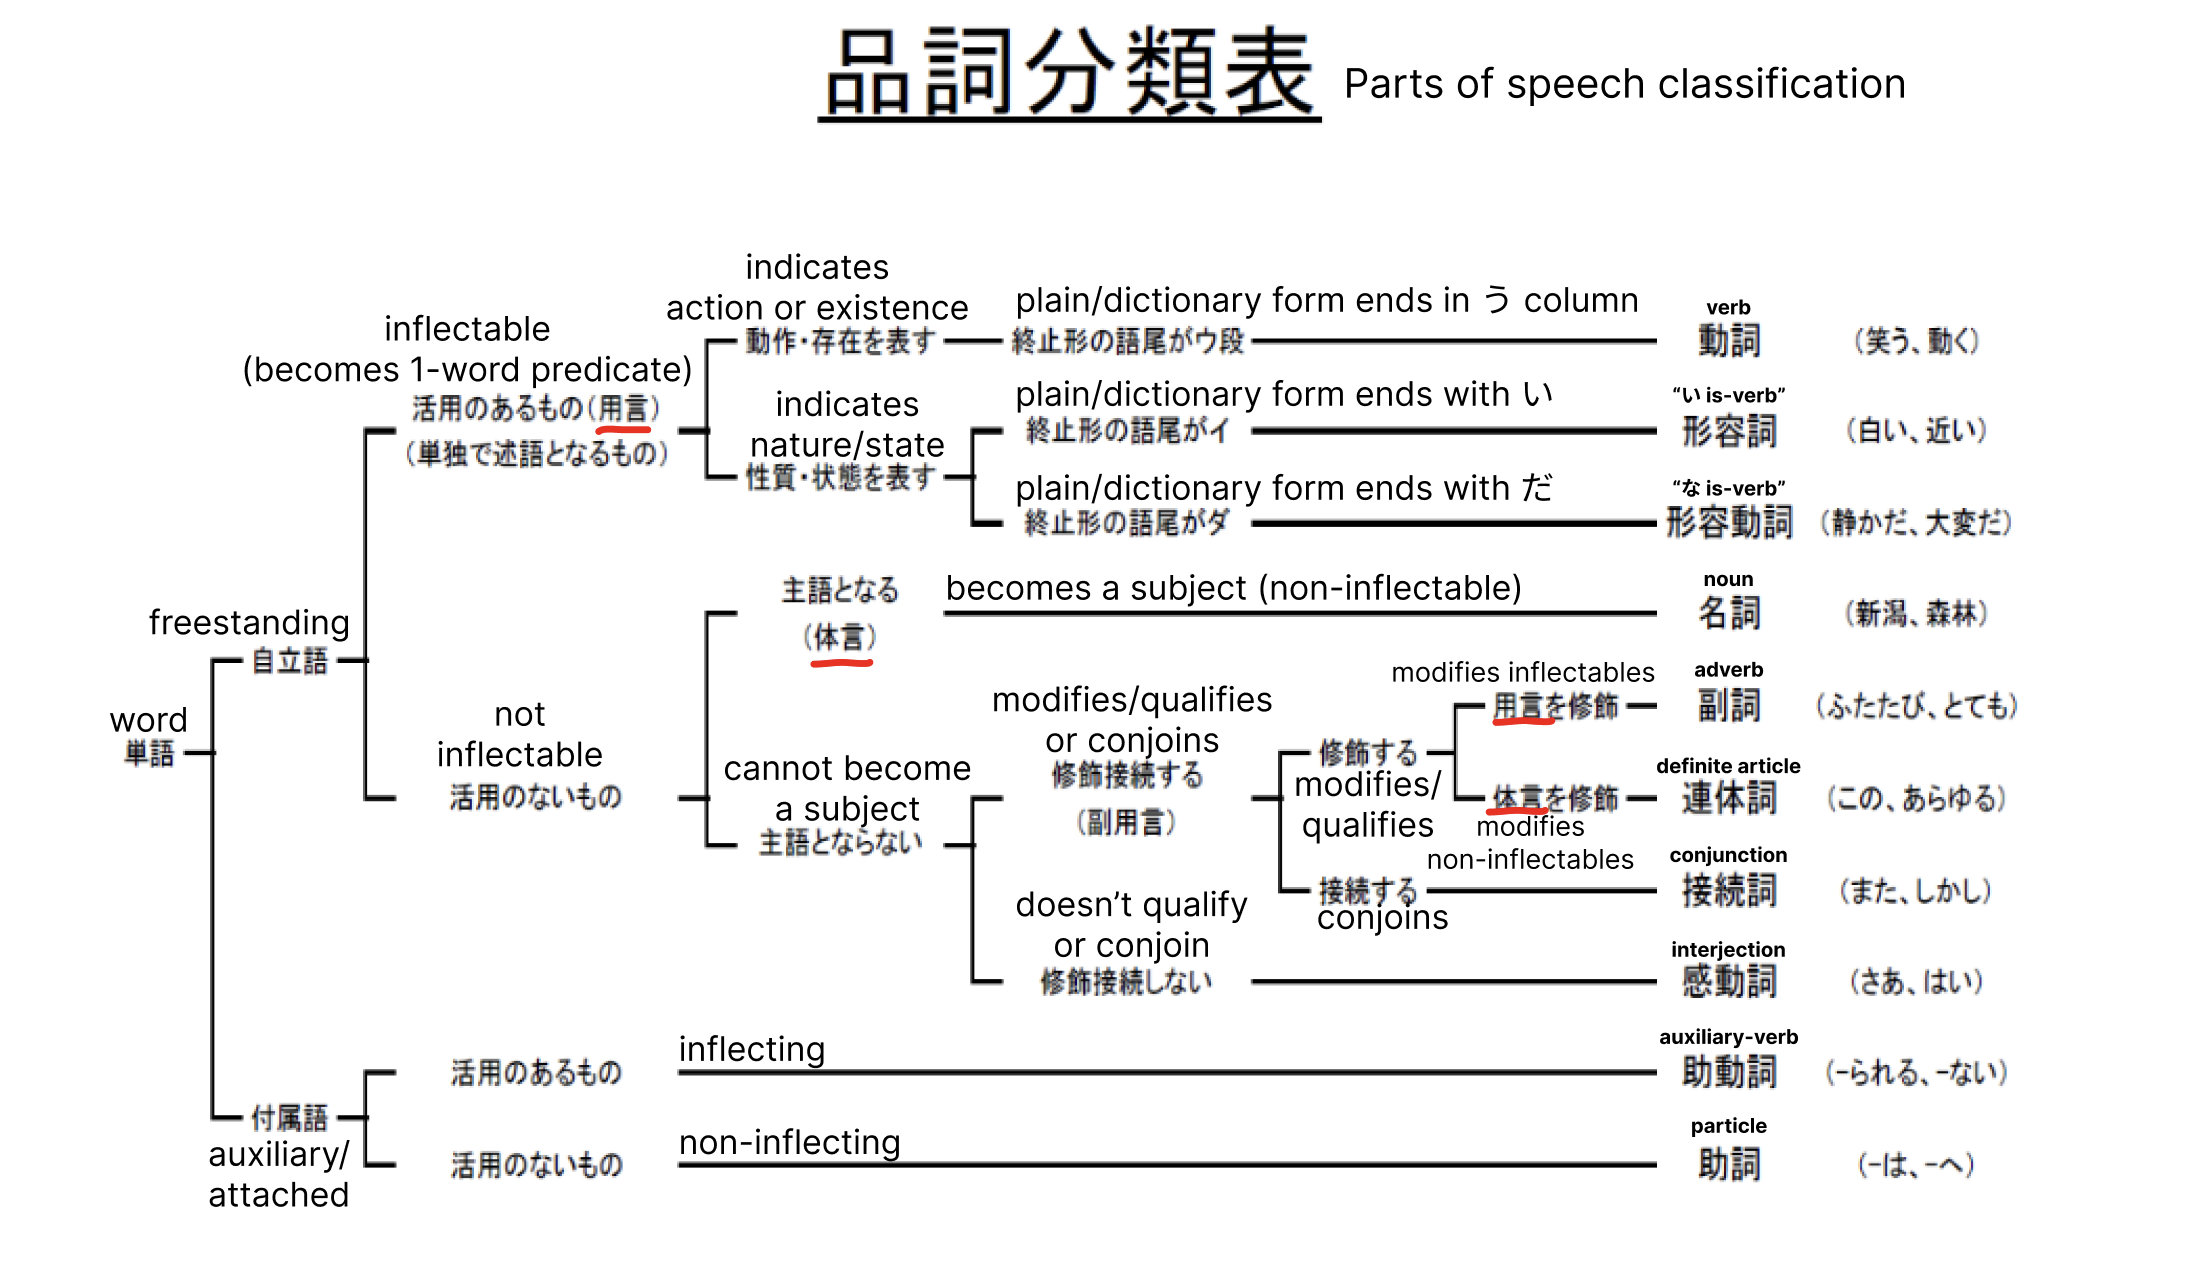 品詞分類表 Parts of speech classification
indicates
action or existence
動作・存在を表す
plain/dictionary form ends in う column
終止形の語尾がウ段
verb
動詞
（笑う、動く）
inflectable
(becomes 1-word predicate)
活用のあるもの（用言）
（単独で述語となるもの）
indicates
nature/state
性質・状態を表す
plain/dictionary form ends with い
終止形の語尾がイ
“い is-verb”
形容詞
（白い、近い）
plain/dictionary form ends with だ
終止形の語尾がダ
“な is-verb”
形容動詞
（静かだ、大変だ）
主語となる
（体言）
becomes a subject (non-inflectable)
noun
名詞
（新潟、森林）
freestanding
自立語
word
単語
not
inflectable
活用のないもの
cannot become
a subject
主語とならない
modifies/qualifies
or conjoins
修飾接続する
（副用言）
修飾する
modifies/
qualifies
modifies inflectables
用言を修飾
adverb
副詞
（ふたたび、とても）
体言を修飾
modifies
non-inflectables
definite article
連体詞
（この、あらゆる）
接続する
conjoins
conjunction
接続詞
（また、しかし）
doesn’t qualify
or conjoin
修飾接続しない
interjection
感動詞
（さあ、はい）
付属語
auxiliary/
attached
活用のあるもの
inflecting
auxiliary-verb
助動詞
（-られる、-ない）
活用のないもの
non-inflecting
particle
助詞
（-は、-へ）